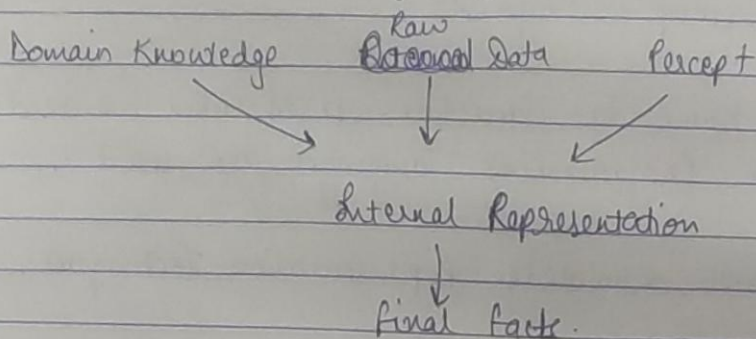 Raw
Domain Knowledge Data Percept
Internal Representation
final facts.